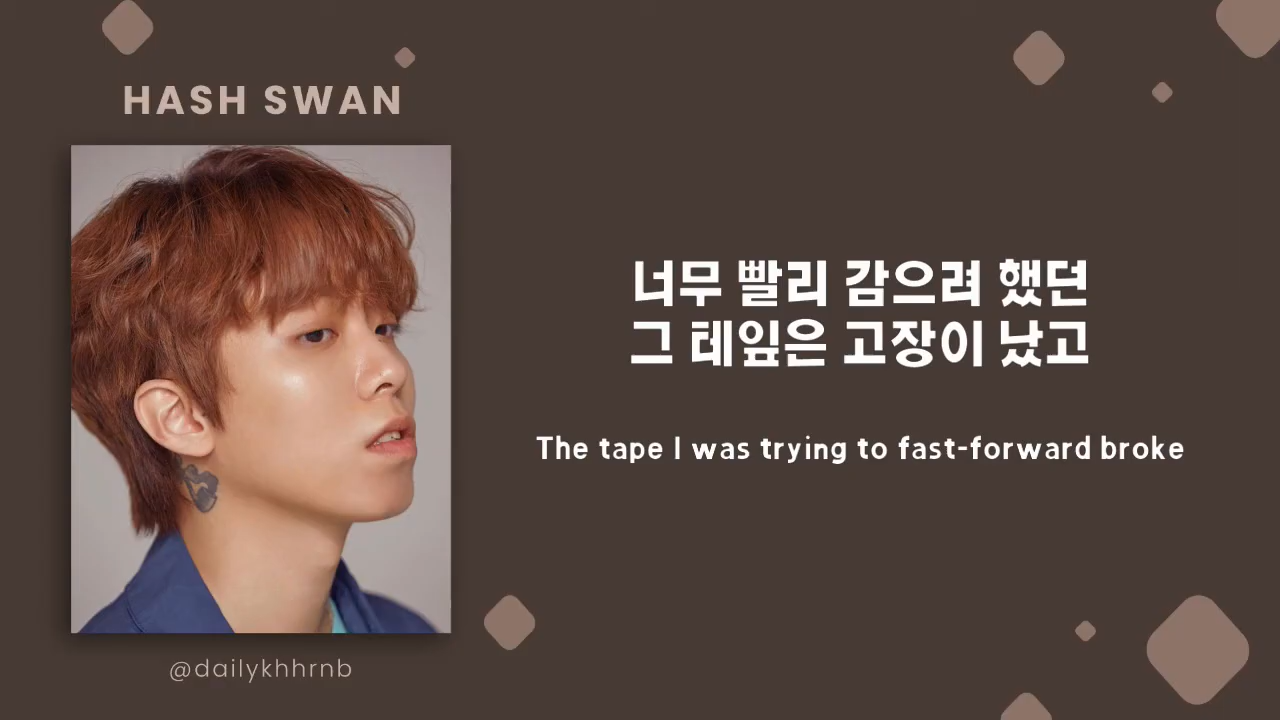 HASH SWAN
너무 빨리 감으려 했던
그 테잎은 고장이 났고
The tape I was trying to fast-forward broke
@dailykhhrnb